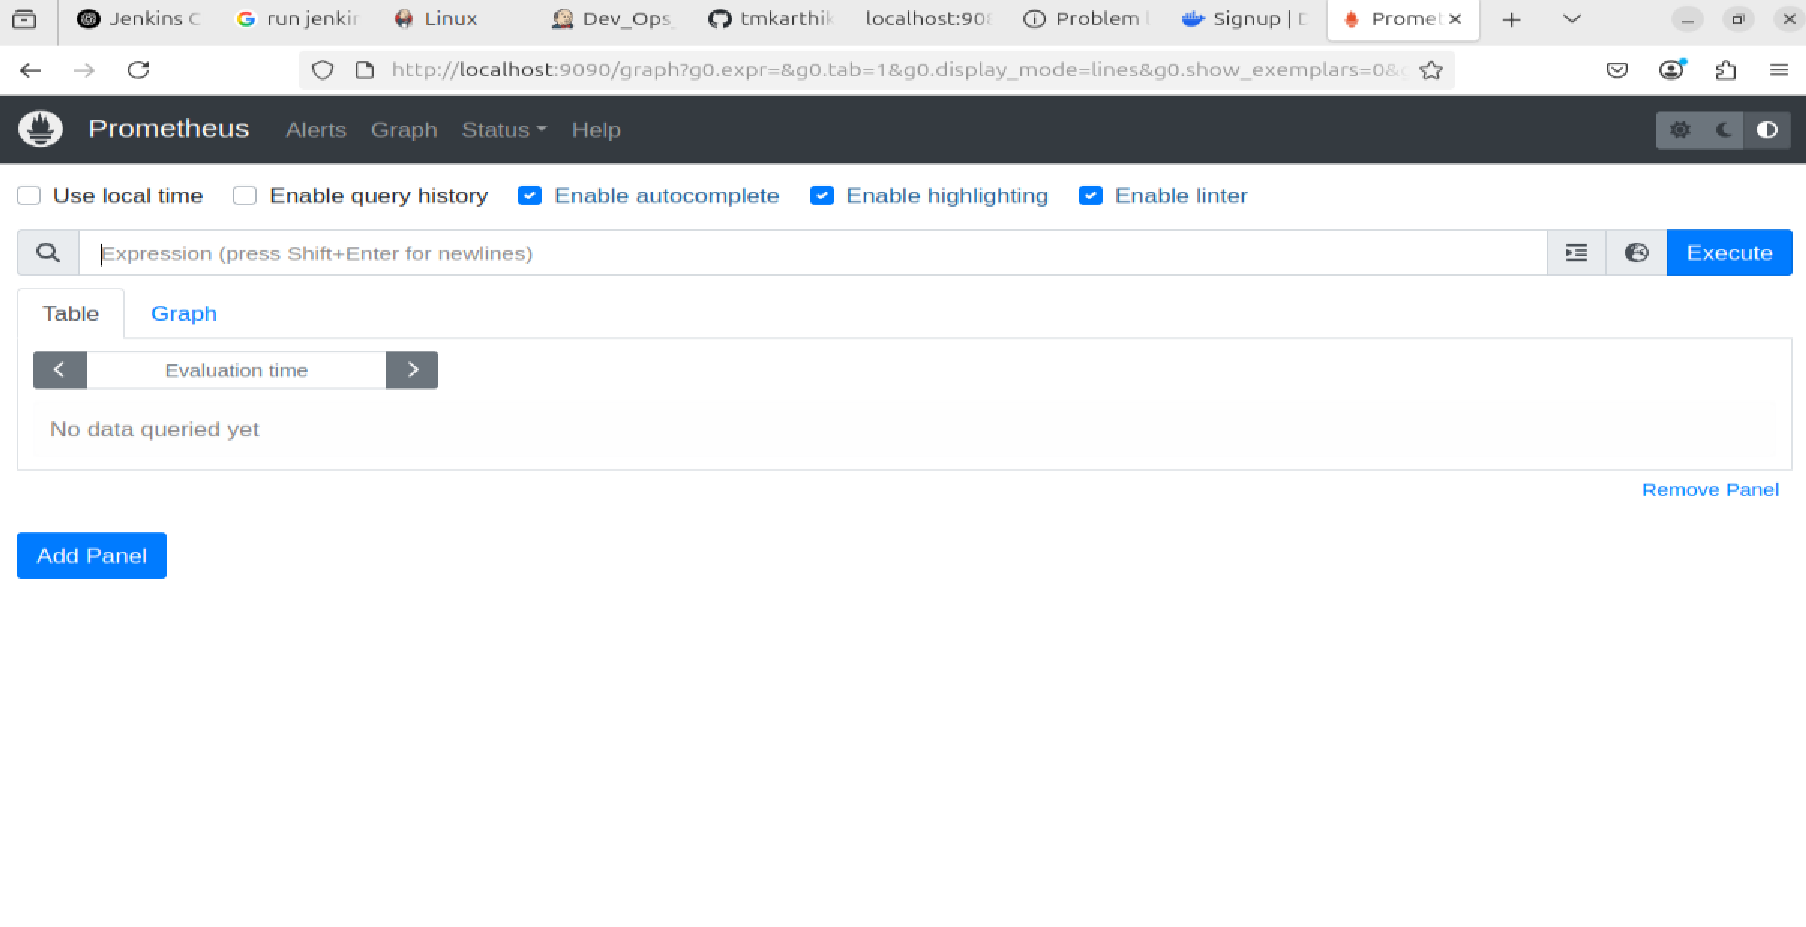 Jenkins C run jenkin Linux Dev_Ops_ tmkarthik localhost:908 Problem Signup | D Promet
http://localhost:9090/graph?g0.expr=&g0.tab=1&g0.display_mode=lines&g0.show_exemplars=0&
Prometheus Alerts Graph Status Help
Use local time Enable query history Enable autocomplete Enable highlighting Enable linter
Expression (press Shift+Enter for newlines) Execute
Table Graph
Evaluation time
No data queried yet
Remove Panel
Add Panel